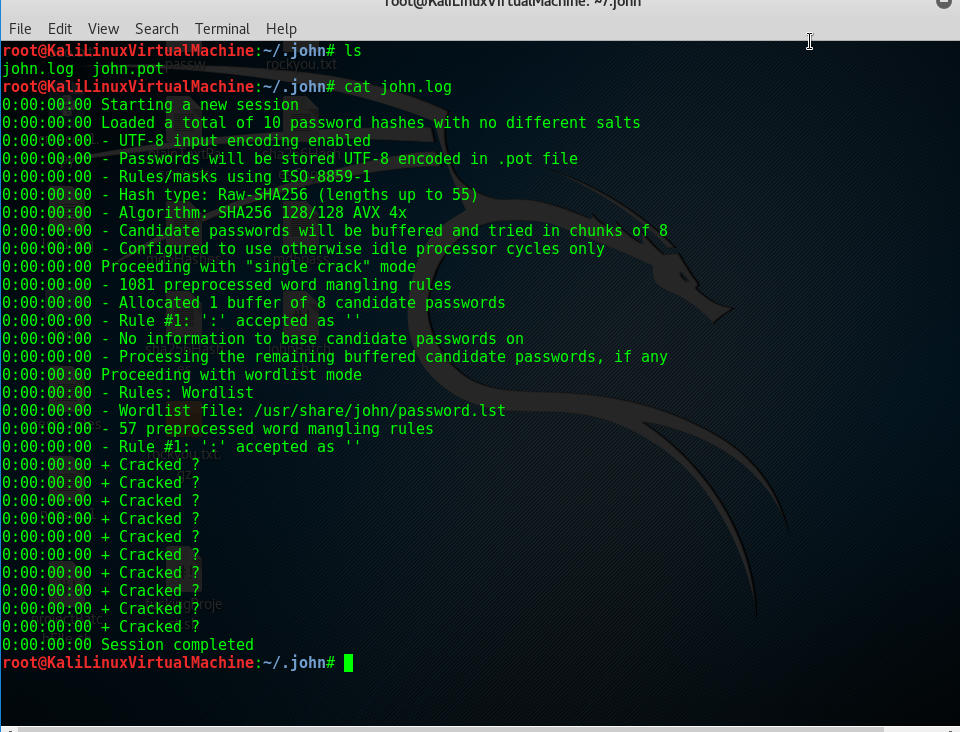 root@KaliLinuxVirtualMachine: ~/.john
File Edit View Search Terminal Help
root@KaliLinuxVirtualMachine:~/.john# ls
john.log  john.pot
root@KaliLinuxVirtualMachine:~/.john# cat john.log
0:00:00:00 Starting a new session
0:00:00:00 Loaded a total of 10 password hashes with no different salts
0:00:00:00 - UTF-8 input encoding enabled
0:00:00:00 - Passwords will be stored UTF-8 encoded in .pot file
0:00:00:00 - Rules/masks using ISO-8859-1
0:00:00:00 - Hash type: Raw-SHA256 (lengths up to 55)
0:00:00:00 - Algorithm: SHA256 128/128 AVX 4x
0:00:00:00 - Candidate passwords will be buffered and tried in chunks of 8
0:00:00:00 - Configured to use otherwise idle processor cycles only
0:00:00:00 Proceeding with "single crack" mode
0:00:00:00 - 1081 preprocessed word mangling rules
0:00:00:00 - Allocated 1 buffer of 8 candidate passwords
0:00:00:00 - Rule #1: ':' accepted as ''
0:00:00:00 - No information to base candidate passwords on
0:00:00:00 - Processing the remaining buffered candidate passwords, if any
0:00:00:00 Proceeding with wordlist mode
0:00:00:00 - Rules: Wordlist
0:00:00:00 - Wordlist file: /usr/share/john/password.lst
0:00:00:00 - 57 preprocessed word mangling rules
0:00:00:00 - Rule #1: ':' accepted as ''
0:00:00:00 + Cracked ?
0:00:00:00 + Cracked ?
0:00:00:00 + Cracked ?
0:00:00:00 + Cracked ?
0:00:00:00 + Cracked ?
0:00:00:00 + Cracked ?
0:00:00:00 + Cracked ?
0:00:00:00 + Cracked ?
0:00:00:00 + Cracked ?
0:00:00:00 + Cracked ?
0:00:00:00 Session completed
root@KaliLinuxVirtualMachine:~/.john#
rockyou.txt